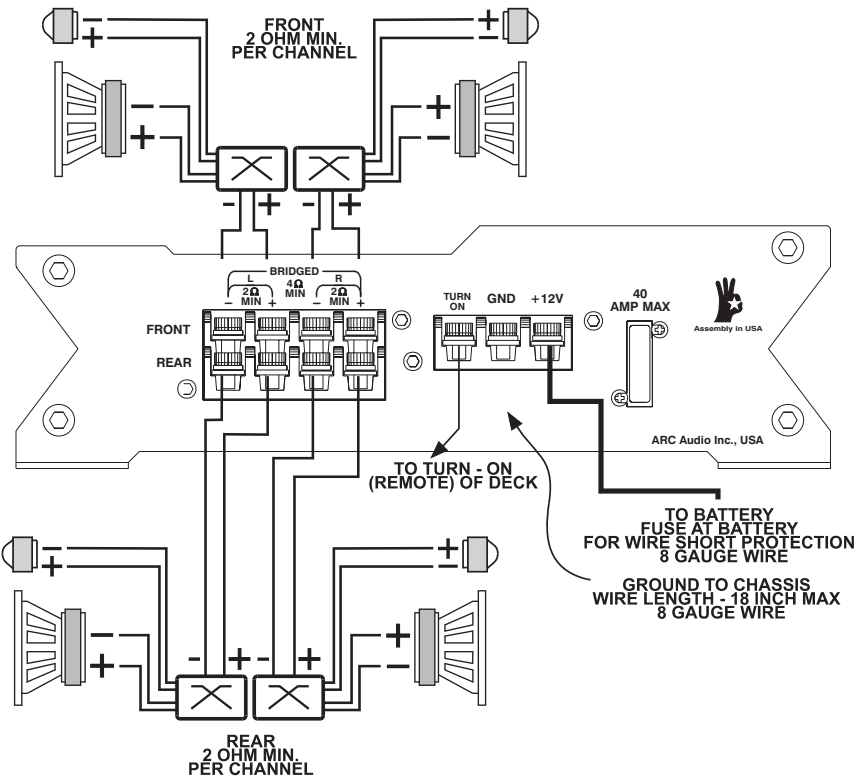 FRONT
2 OHM MIN.
PER CHANNEL
− +
− +
+ −
+ −
- +
- +
BRIDGED
L 4Ω R
2Ω MIN 2Ω
MIN MIN
− + − +
FRONT
REAR
TURN ON
GND
+12V
40
AMP MAX
Assembly in USA
ARC Audio Inc., USA
TO TURN - ON
(REMOTE) OF DECK
TO BATTERY
FUSE AT BATTERY
FOR WIRE SHORT PROTECTION
8 GAUGE WIRE
GROUND TO CHASSIS
WIRE LENGTH - 18 INCH MAX
8 GAUGE WIRE
− +
− +
+ −
+ −
- +
- +
REAR
2 OHM MIN.
PER CHANNEL